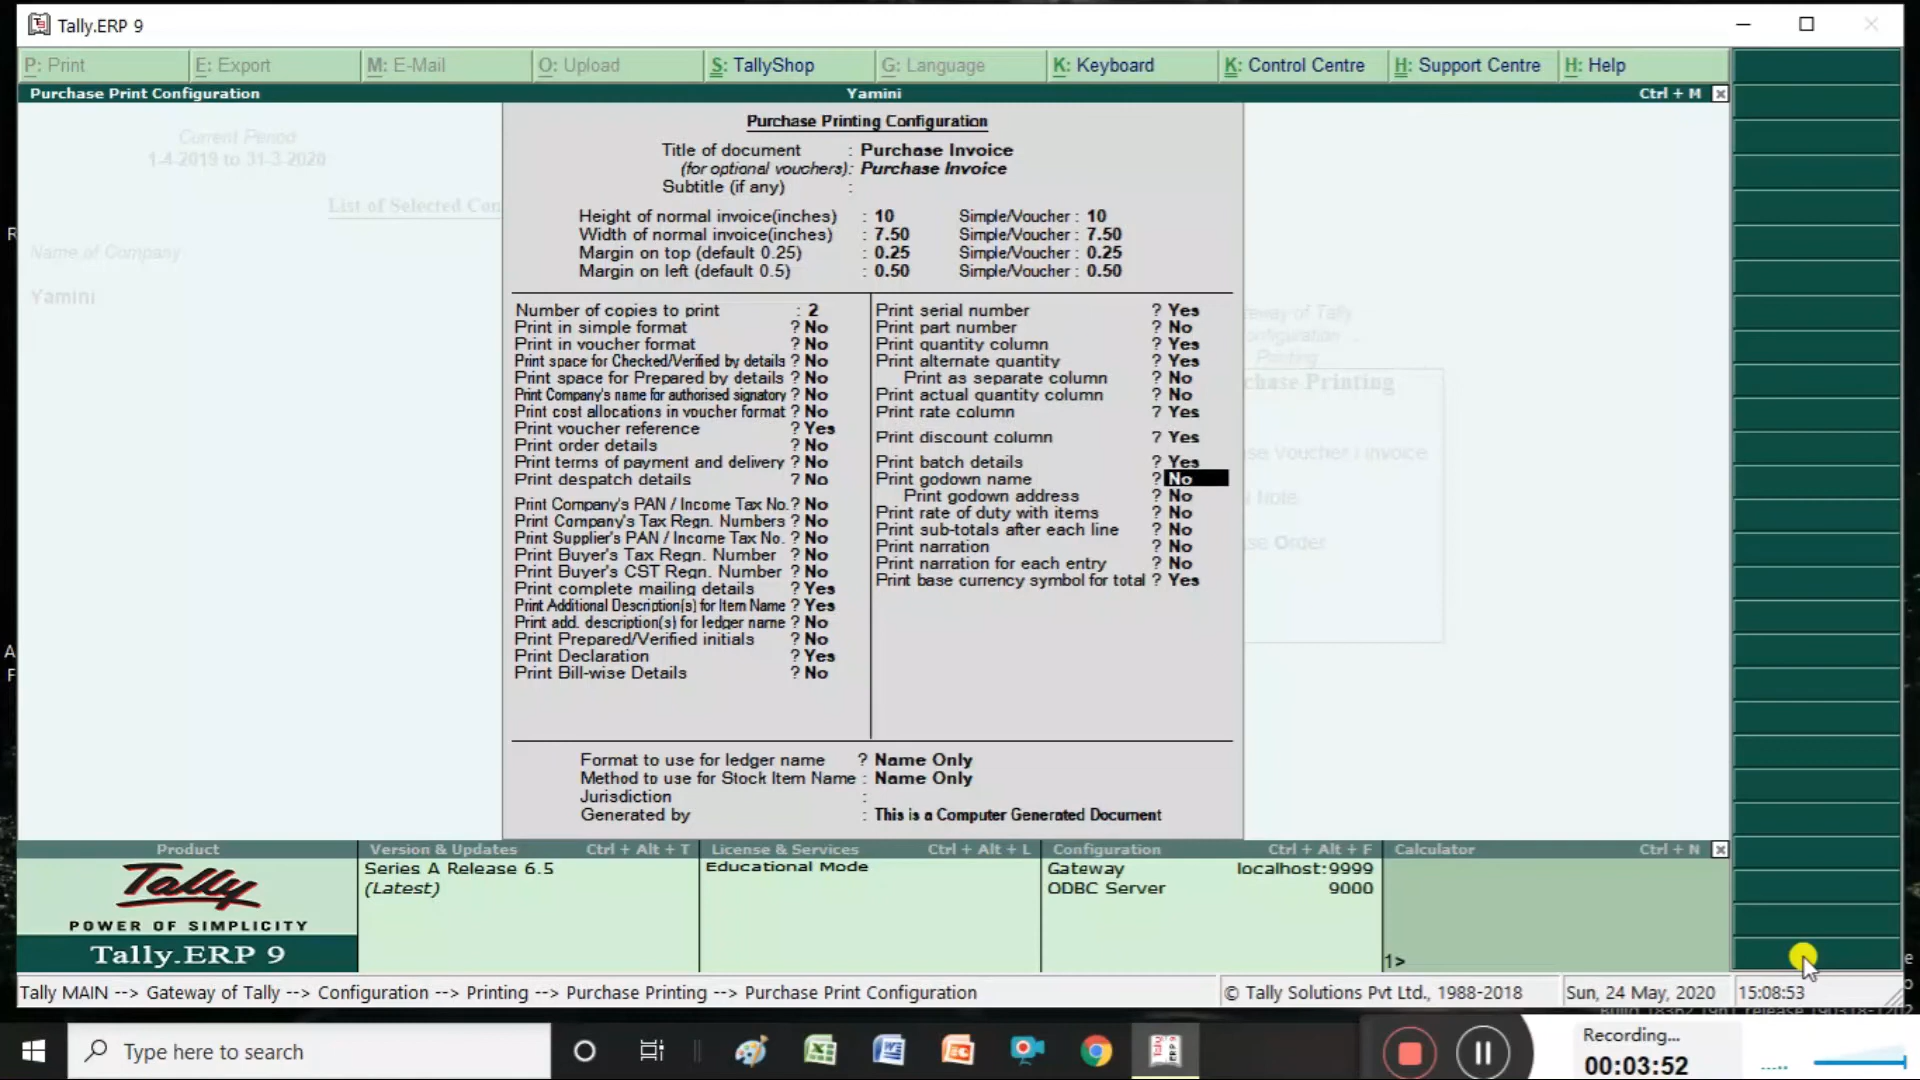 Tally.ERP 9
P: Print E: Export M: E-Mail O: Upload S: TallyShop G: Language K: Keyboard K: Control Centre H: Support Centre H: Help
Purchase Print Configuration Yamini Ctrl + M
Current Period
1-4-2019 to 31-3-2020
List of Selected Con
Name of Company
Yamini
Purchase Printing Configuration
Title of document : Purchase Invoice
(for optional vouchers): Purchase Invoice
Subtitle (if any) :
Height of normal invoice(inches) : 10 Simple/Voucher : 10
Width of normal invoice(inches) : 7.50 Simple/Voucher : 7.50
Margin on top (default 0.25) : 0.25 Simple/Voucher : 0.25
Margin on left (default 0.5) : 0.50 Simple/Voucher : 0.50
Number of copies to print : 2
Print in simple format ? No
Print in voucher format ? No
Print space for Checked/Verified by details ? No
Print space for Prepared by details ? No
Print Company's name for authorised signatory ? No
Print cost allocations in voucher format ? No
Print voucher reference ? Yes
Print order details ? No
Print terms of payment and delivery ? No
Print despatch details ? No
Print Company's PAN / Income Tax No. ? No
Print Company's Tax Regn. Numbers ? No
Print Supplier's PAN / Income Tax No. ? No
Print Buyer's Tax Regn. Number ? No
Print Buyer's CST Regn. Number ? No
Print complete mailing details ? Yes
Print Additional Description(s) for Item Name ? Yes
Print add. description(s) for ledger name ? No
Print Prepared/Verified initials ? No
Print Declaration ? Yes
Print Bill-wise Details ? No
Print serial number ? Yes
Print part number ? No
Print quantity column ? Yes
Print alternate quantity ? Yes
Print as separate column ? No
Print actual quantity column ? No
Print rate column ? Yes
Print discount column ? Yes
Print batch details ? Yes
Print godown name ? No
Print godown address ? No
Print rate of duty with items ? No
Print sub-totals after each line ? No
Print narration ? No
Print narration for each entry ? No
Print base currency symbol for total ? Yes
Format to use for ledger name ? Name Only
Method to use for Stock Item Name : Name Only
Jurisdiction :
Generated by : This is a Computer Generated Document
eway of Tally
nfiguration ...
Printing
chase Printing
se Voucher / Invoice
Note
se Order
Product
Tally
POWER OF SIMPLICITY
Tally.ERP 9
Version & Updates Ctrl + Alt + T
Series A Release 6.5
(Latest)
License & Services Ctrl + Alt + L
Educational Mode
Configuration Ctrl + Alt + F
Gateway localhost:9999
ODBC Server 9000
Calculator Ctrl + N
1>
Tally MAIN --> Gateway of Tally --> Configuration --> Printing --> Purchase Printing --> Purchase Print Configuration © Tally Solutions Pvt Ltd., 1988-2018 Sun, 24 May, 2020 15:08:53
Type here to search
Recording...
00:03:52